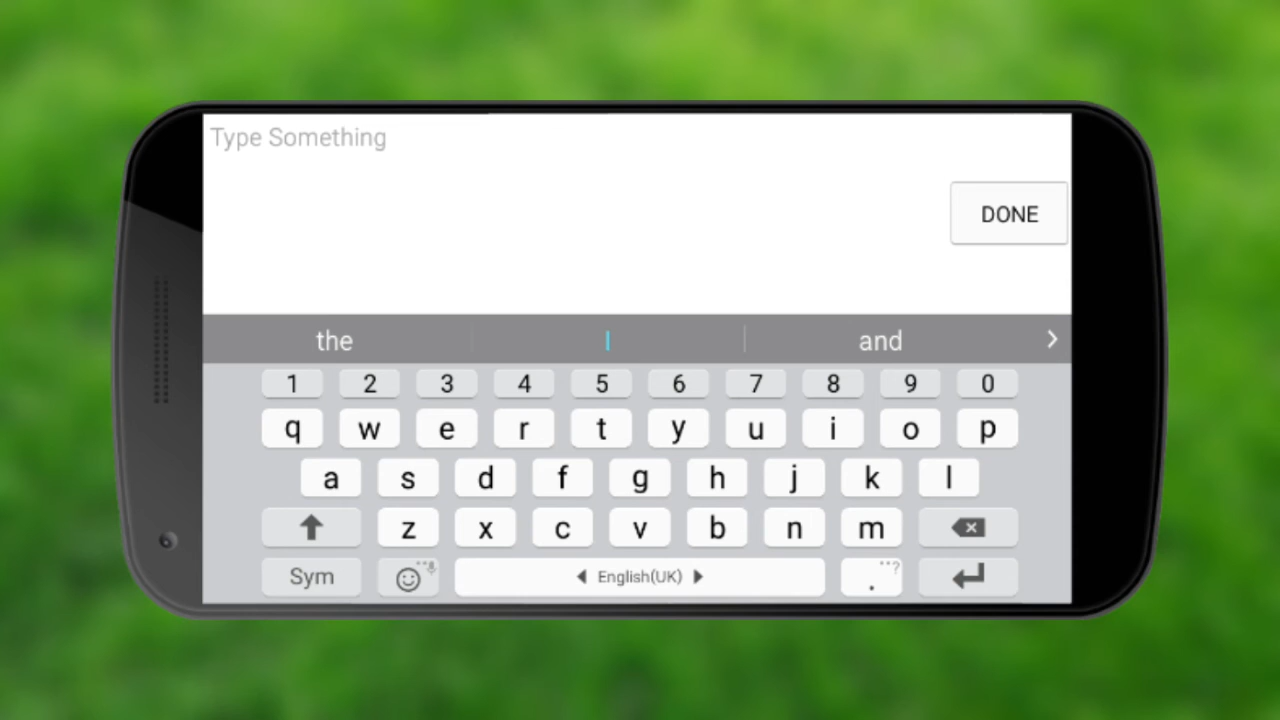 Type Something
DONE
the I and
1 2 3 4 5 6 7 8 9 0
q w e r t y u i o p
a s d f g h j k l
z x c v b n m
Sym English(UK) . ?